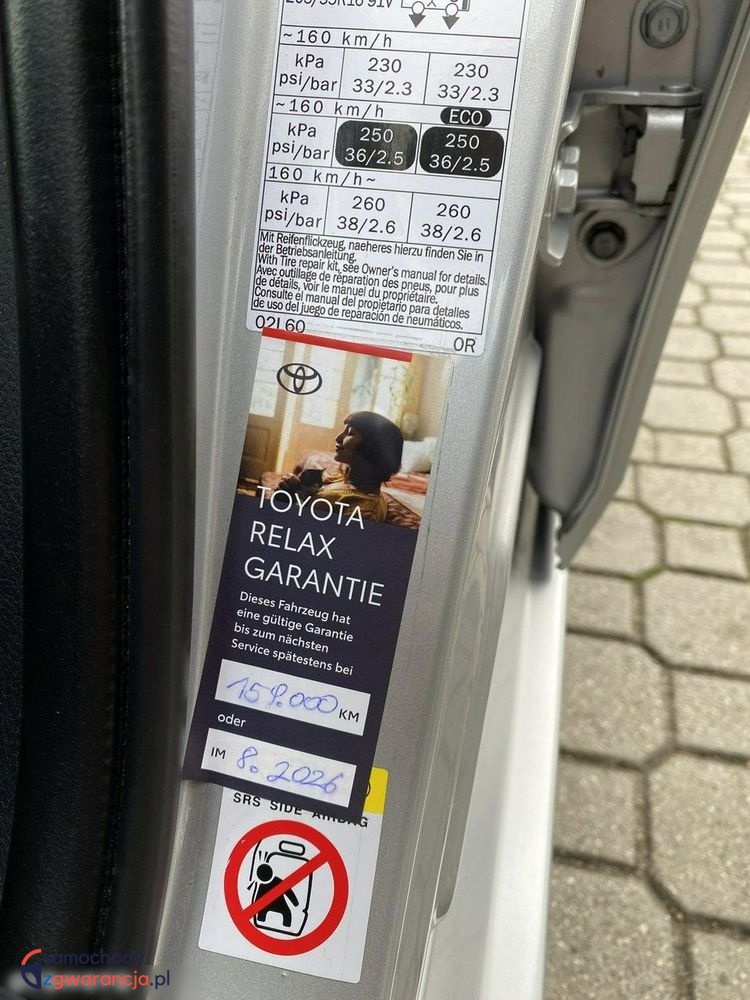 205/55R16 91V
~160 km/h
kPa 230 230
psi/bar 33/2.3 33/2.3
~160 km/h ECO
kPa 250 250
psi/bar 36/2.5 36/2.5
160 km/h~
kPa 260 260
psi/bar 38/2.6 38/2.6
Mit Reifenflickzeug, naeheres hierzu finden Sie in
der Betriebsanleitung.
With Tire repair kit, see Owner's manual for details.
Avec outillage de réparation des pneus, pour plus
de détails, voir le manuel du propriétaire.
Consulte el manual del propietario para detalles
de uso del juego de reparación de neumáticos.
02L60 0R
TOYOTA
RELAX
GARANTIE
Dieses Fahrzeug hat
eine gültige Garantie
bis zum nächsten
Service spätestens bei
159.000 KM
oder
IM 8. 2026
SRS SIDE AIRBAG
samochody
zgwarancja.pl